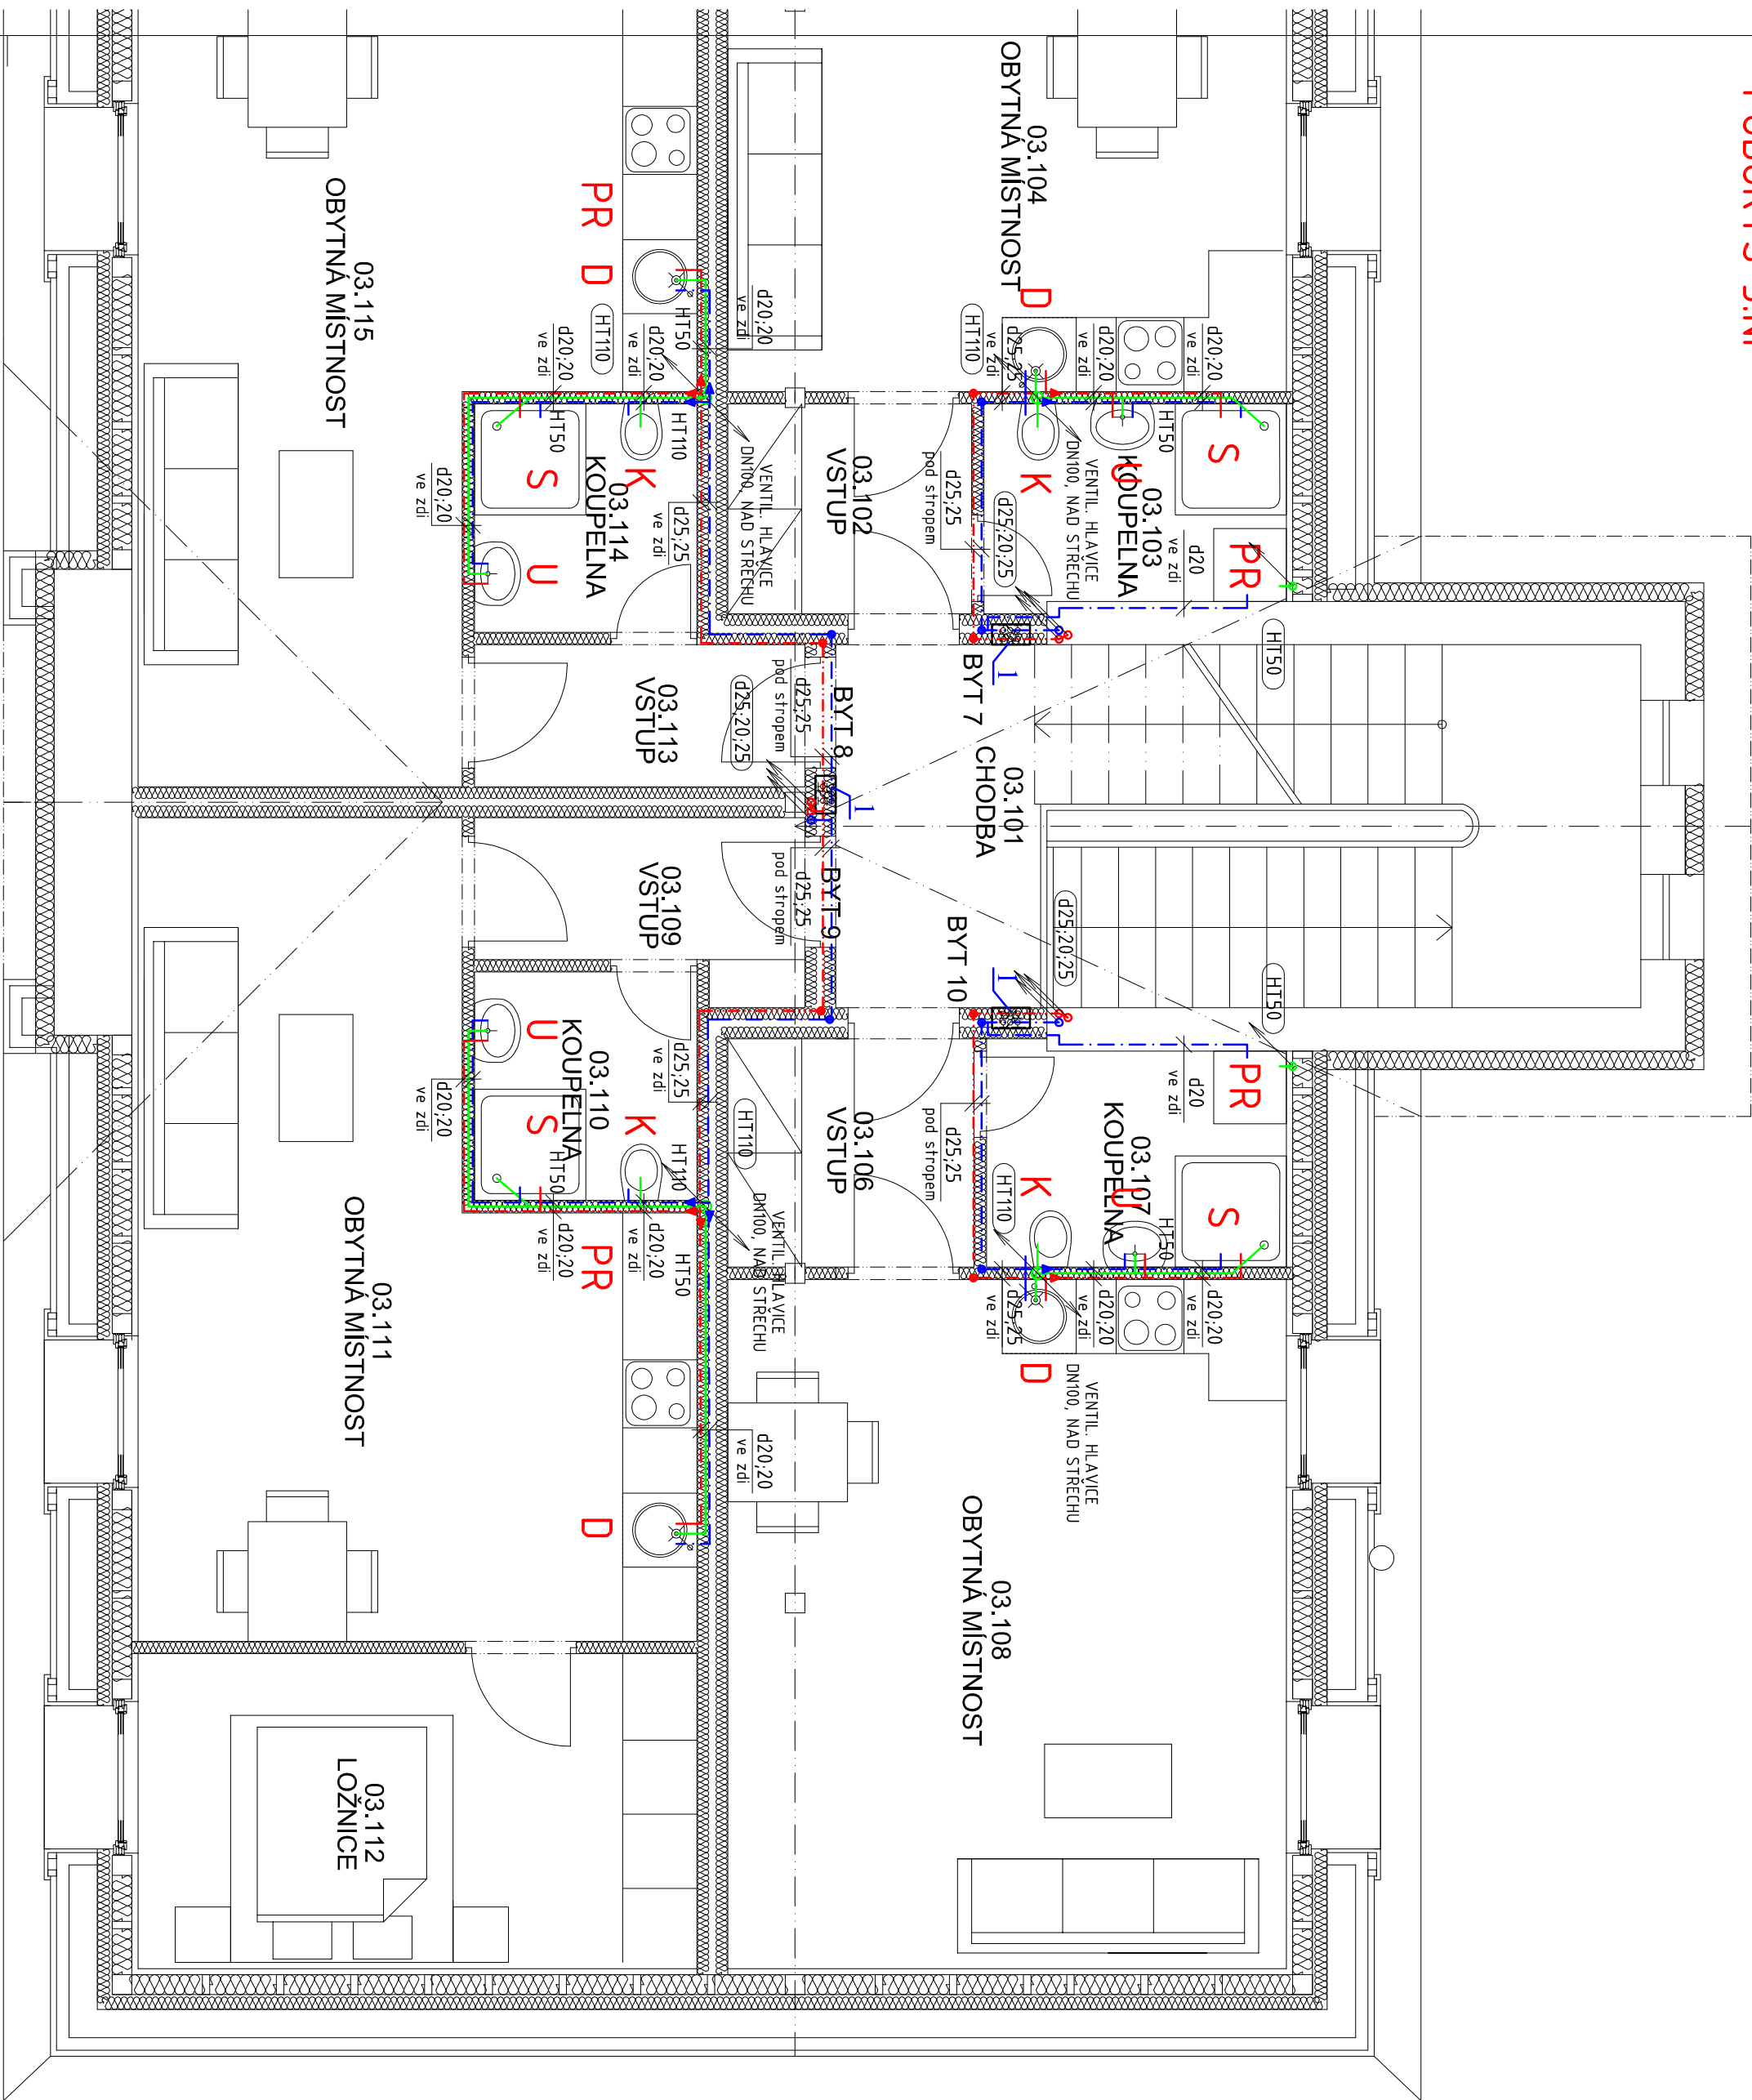 PŮDORYS 3.NP
03.104
OBYTNÁ MÍSTNOST
03.115
OBYTNÁ MÍSTNOST
PR
D
HT110
d20;20
ve zdi
d20;20
ve zdi
HT50
d20;20
ve zdi
HT50
HT110
S
K
U
03.114
KOUPELNA
d20;20
ve zdi
d25;25
ve zdi
VENTIL. HLAVICE
DN100, NAD STŘECHU
03.102
VSTUP
D
HT110
d25;25
ve zdi
d20;20
ve zdi
d20;20
ve zdi
HT50
S
U
K
03.103
KOUPELNA
VENTIL. HLAVICE
DN100, NAD STŘECHU
d25;25
pod stropem
d25;20;25
d20
ve zdi
PR
HT50
BYT 7
1
03.113
VSTUP
d25;25
pod stropem
d25;20;25
BYT 8
1
03.101
CHODBA
03.109
VSTUP
d25;25
pod stropem
BYT 9
BYT 10
1
d25;20;25
HT50
PR
d20
ve zdi
03.110
KOUPELNA
U
S
K
HT110
HT50
d20;20
ve zdi
d25;25
ve zdi
HT110
VENTIL. HLAVICE
DN100, NAD STŘECHU
d20;20
ve zdi
d20;20
ve zdi
HT50
PR
03.106
VSTUP
d25;25
pod stropem
HT110
K
U
S
03.107
KOUPELNA
HT50
d25;25
ve zdi
d20;20
ve zdi
d20;20
ve zdi
D
VENTIL. HLAVICE
DN100, NAD STŘECHU
03.111
OBYTNÁ MÍSTNOST
d20;20
ve zdi
D
03.108
OBYTNÁ MÍSTNOST
03.112
LOŽNICE